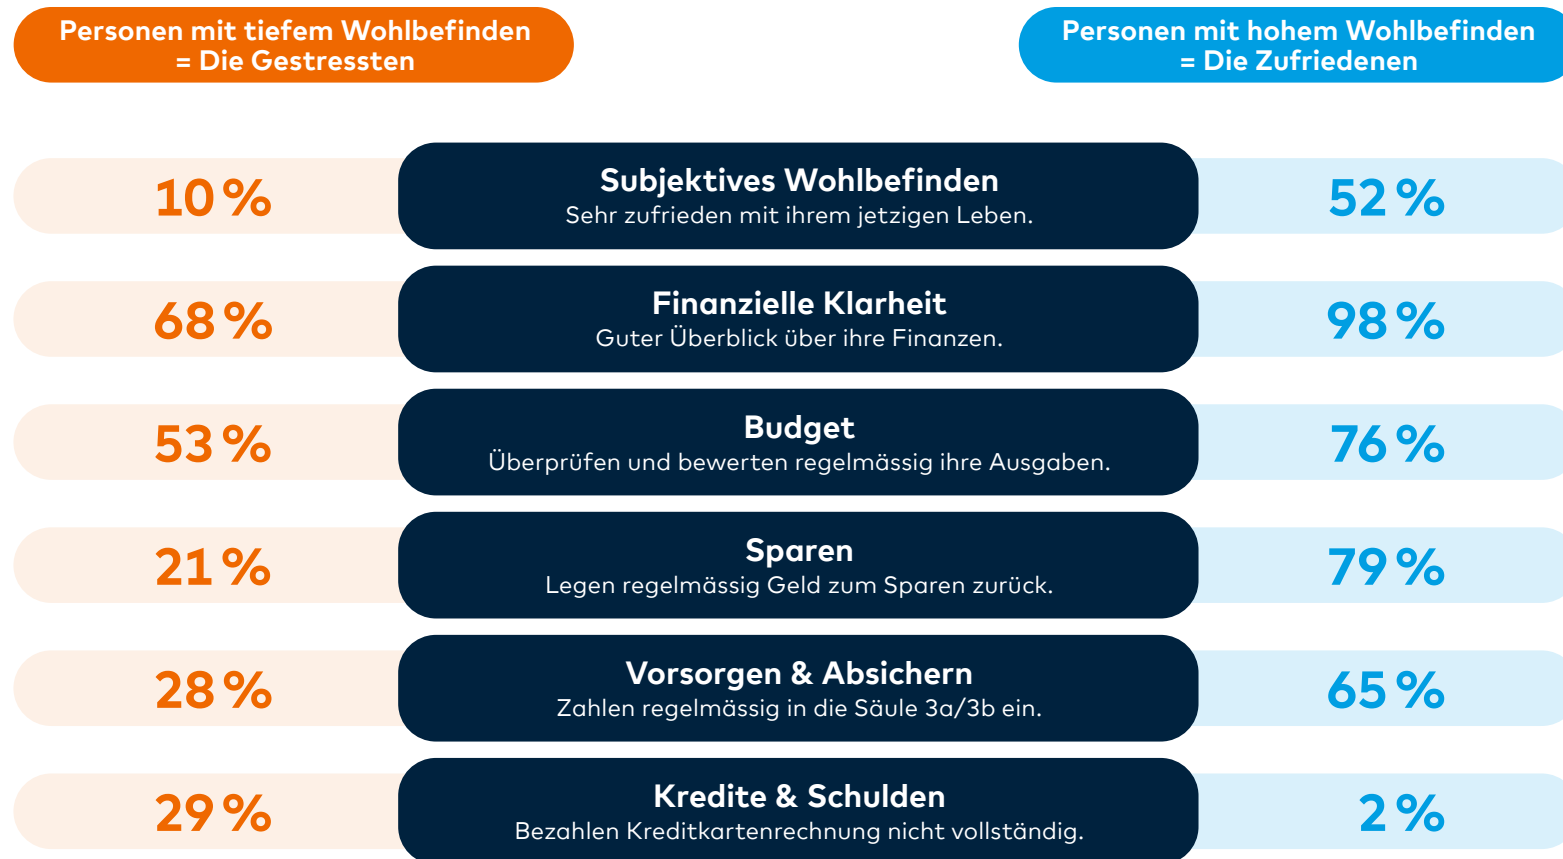 Personen mit tiefem Wohlbefinden
= Die Gestressten
Personen mit hohem Wohlbefinden
= Die Zufriedenen
10 %
Subjektives Wohlbefinden
Sehr zufrieden mit ihrem jetzigen Leben.
52 %
68 %
Finanzielle Klarheit
Guter Überblick über ihre Finanzen.
98 %
53 %
Budget
Überprüfen und bewerten regelmässig ihre Ausgaben.
76 %
21 %
Sparen
Legen regelmässig Geld zum Sparen zurück.
79 %
28 %
Vorsorgen & Absichern
Zahlen regelmässig in die Säule 3a/3b ein.
65 %
29 %
Kredite & Schulden
Bezahlen Kreditkartenrechnung nicht vollständig.
2 %